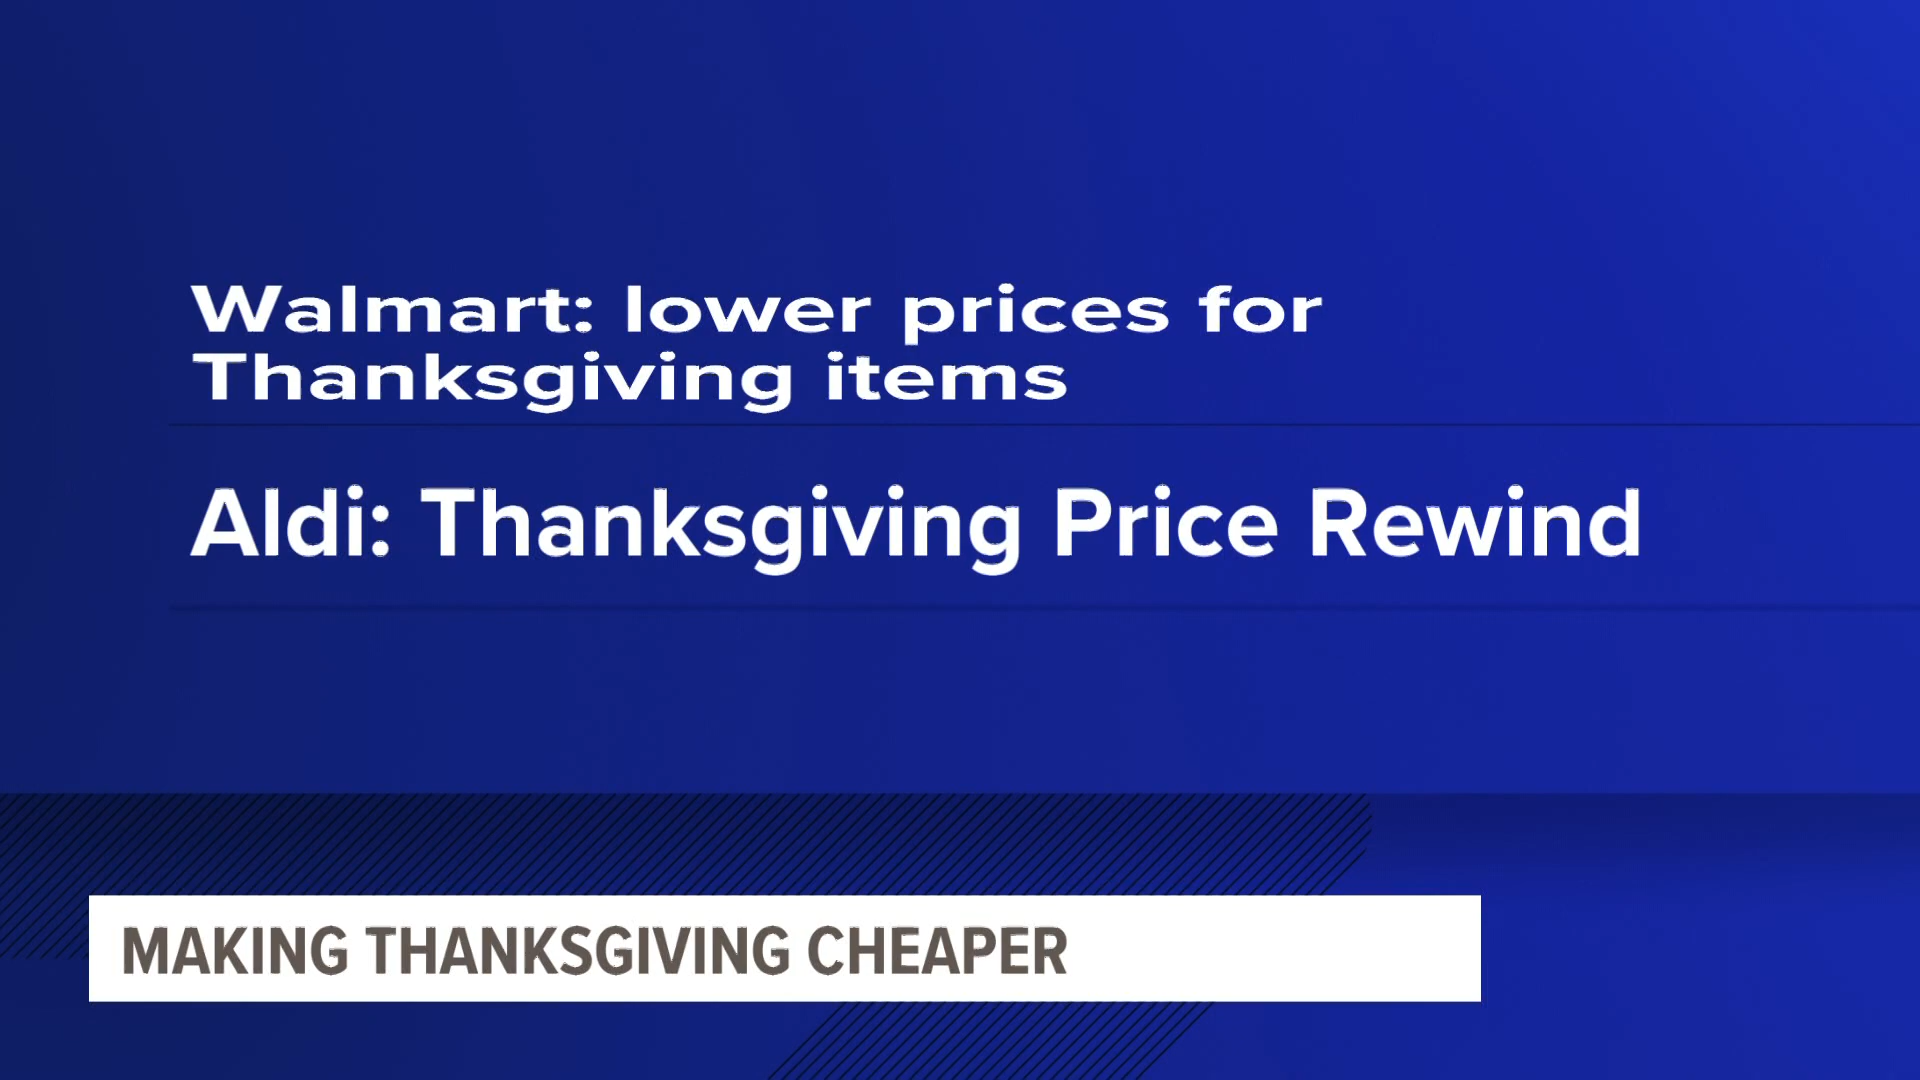 Walmart: lower prices for
Thanksgiving items
Aldi: Thanksgiving Price Rewind
MAKING THANKSGIVING CHEAPER